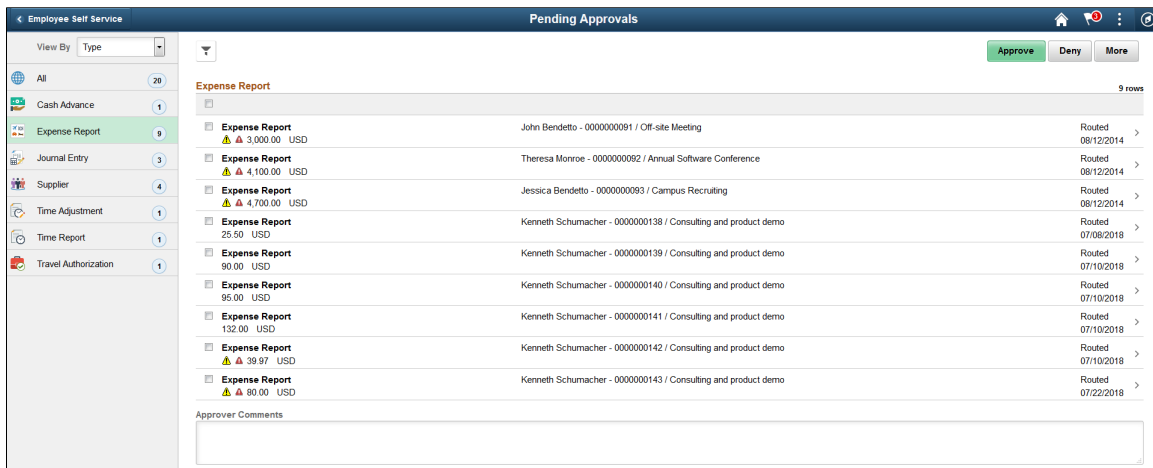 Employee Self Service
Pending Approvals
3
View By Type
Approve Deny More
All 20
Cash Advance 1
Expense Report 9
Journal Entry 3
Supplier 4
Time Adjustment 1
Time Report 1
Travel Authorization 1
Expense Report
9 rows
Expense Report John Bendetto - 0000000091 / Off-site Meeting Routed
3,000.00 USD 08/12/2014
Expense Report Theresa Monroe - 0000000092 / Annual Software Conference Routed
4,100.00 USD 08/12/2014
Expense Report Jessica Bendetto - 0000000093 / Campus Recruiting Routed
4,700.00 USD 08/12/2014
Expense Report Kenneth Schumacher - 0000000138 / Consulting and product demo Routed
25.50 USD 07/08/2018
Expense Report Kenneth Schumacher - 0000000139 / Consulting and product demo Routed
90.00 USD 07/10/2018
Expense Report Kenneth Schumacher - 0000000140 / Consulting and product demo Routed
95.00 USD 07/10/2018
Expense Report Kenneth Schumacher - 0000000141 / Consulting and product demo Routed
132.00 USD 07/10/2018
Expense Report Kenneth Schumacher - 0000000142 / Consulting and product demo Routed
39.97 USD 07/10/2018
Expense Report Kenneth Schumacher - 0000000143 / Consulting and product demo Routed
80.00 USD 07/22/2018
Approver Comments